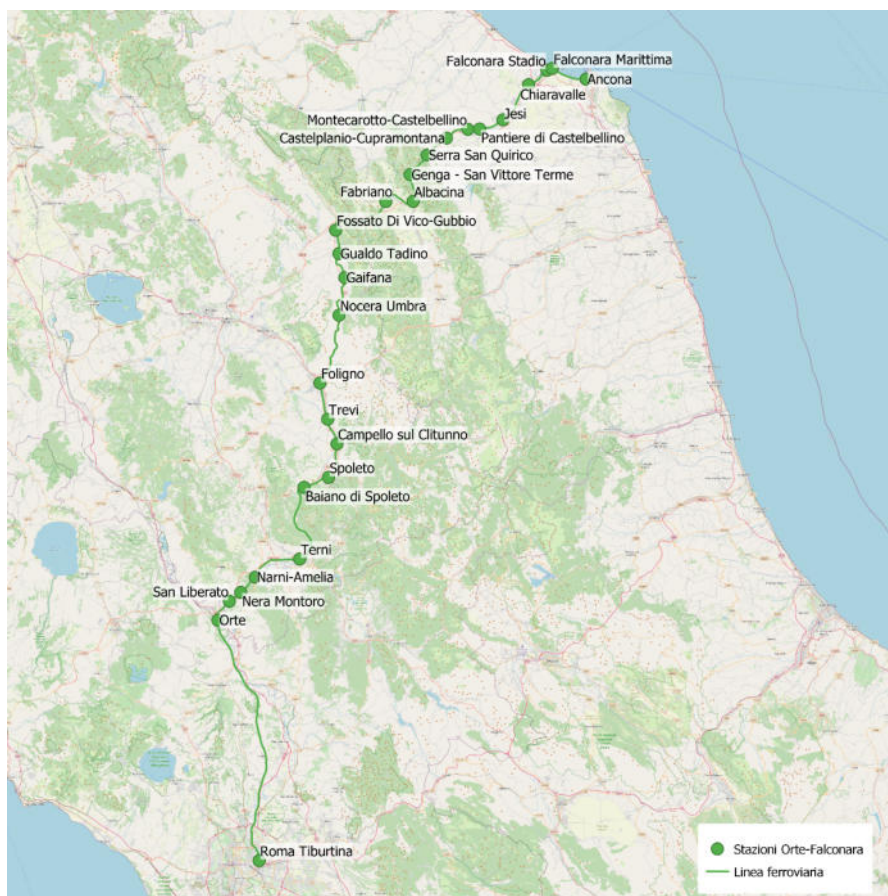 Falconara Stadio
Falconara Marittima
Ancona
Chiaravalle
Jesi
Montecarotto-Castelbellino
Pantiere di Castelbellino
Castelplanio-Cupramontana
Serra San Quirico
Genga - San Vittore Terme
Fabriano
Albacina
Fossato Di Vico-Gubbio
Gualdo Tadino
Gaifana
Nocera Umbra
Foligno
Trevi
Campello sul Clitunno
Spoleto
Baiano di Spoleto
Terni
Narni-Amelia
San Liberato
Nera Montoro
Orte
Roma Tiburtina
Stazioni Orte-Falconara
Linea ferroviaria